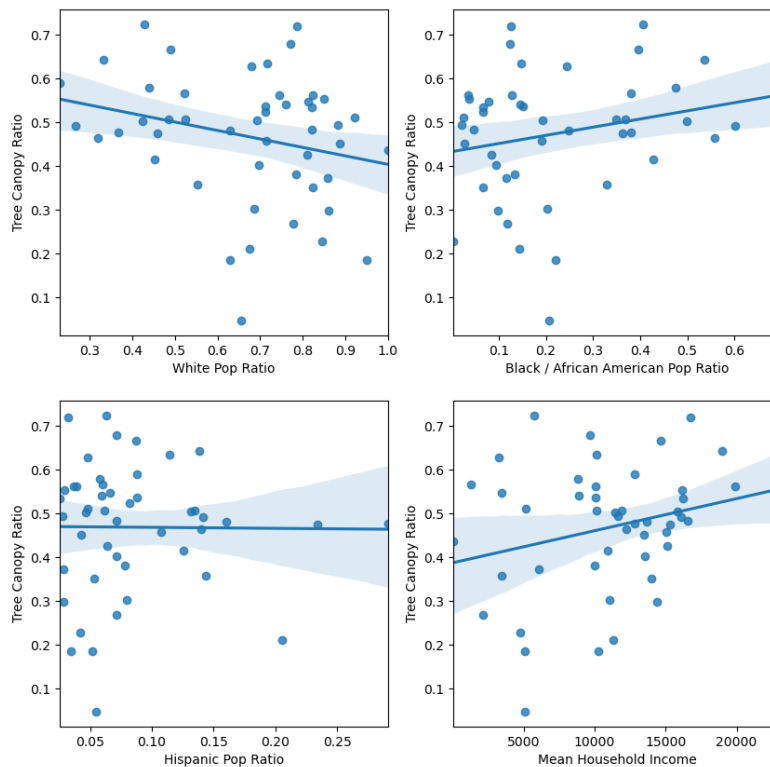 0.7
0.6
0.5
0.4
0.3
0.2
0.1
Tree Canopy Ratio
0.3 0.4 0.5 0.6 0.7 0.8 0.9 1.0
White Pop Ratio
0.7
0.6
0.5
0.4
0.3
0.2
0.1
Tree Canopy Ratio
0.1 0.2 0.3 0.4 0.5 0.6
Black / African American Pop Ratio
0.7
0.6
0.5
0.4
0.3
0.2
0.1
Tree Canopy Ratio
0.05 0.10 0.15 0.20 0.25
Hispanic Pop Ratio
0.7
0.6
0.5
0.4
0.3
0.2
0.1
Tree Canopy Ratio
5000 10000 15000 20000
Mean Household Income